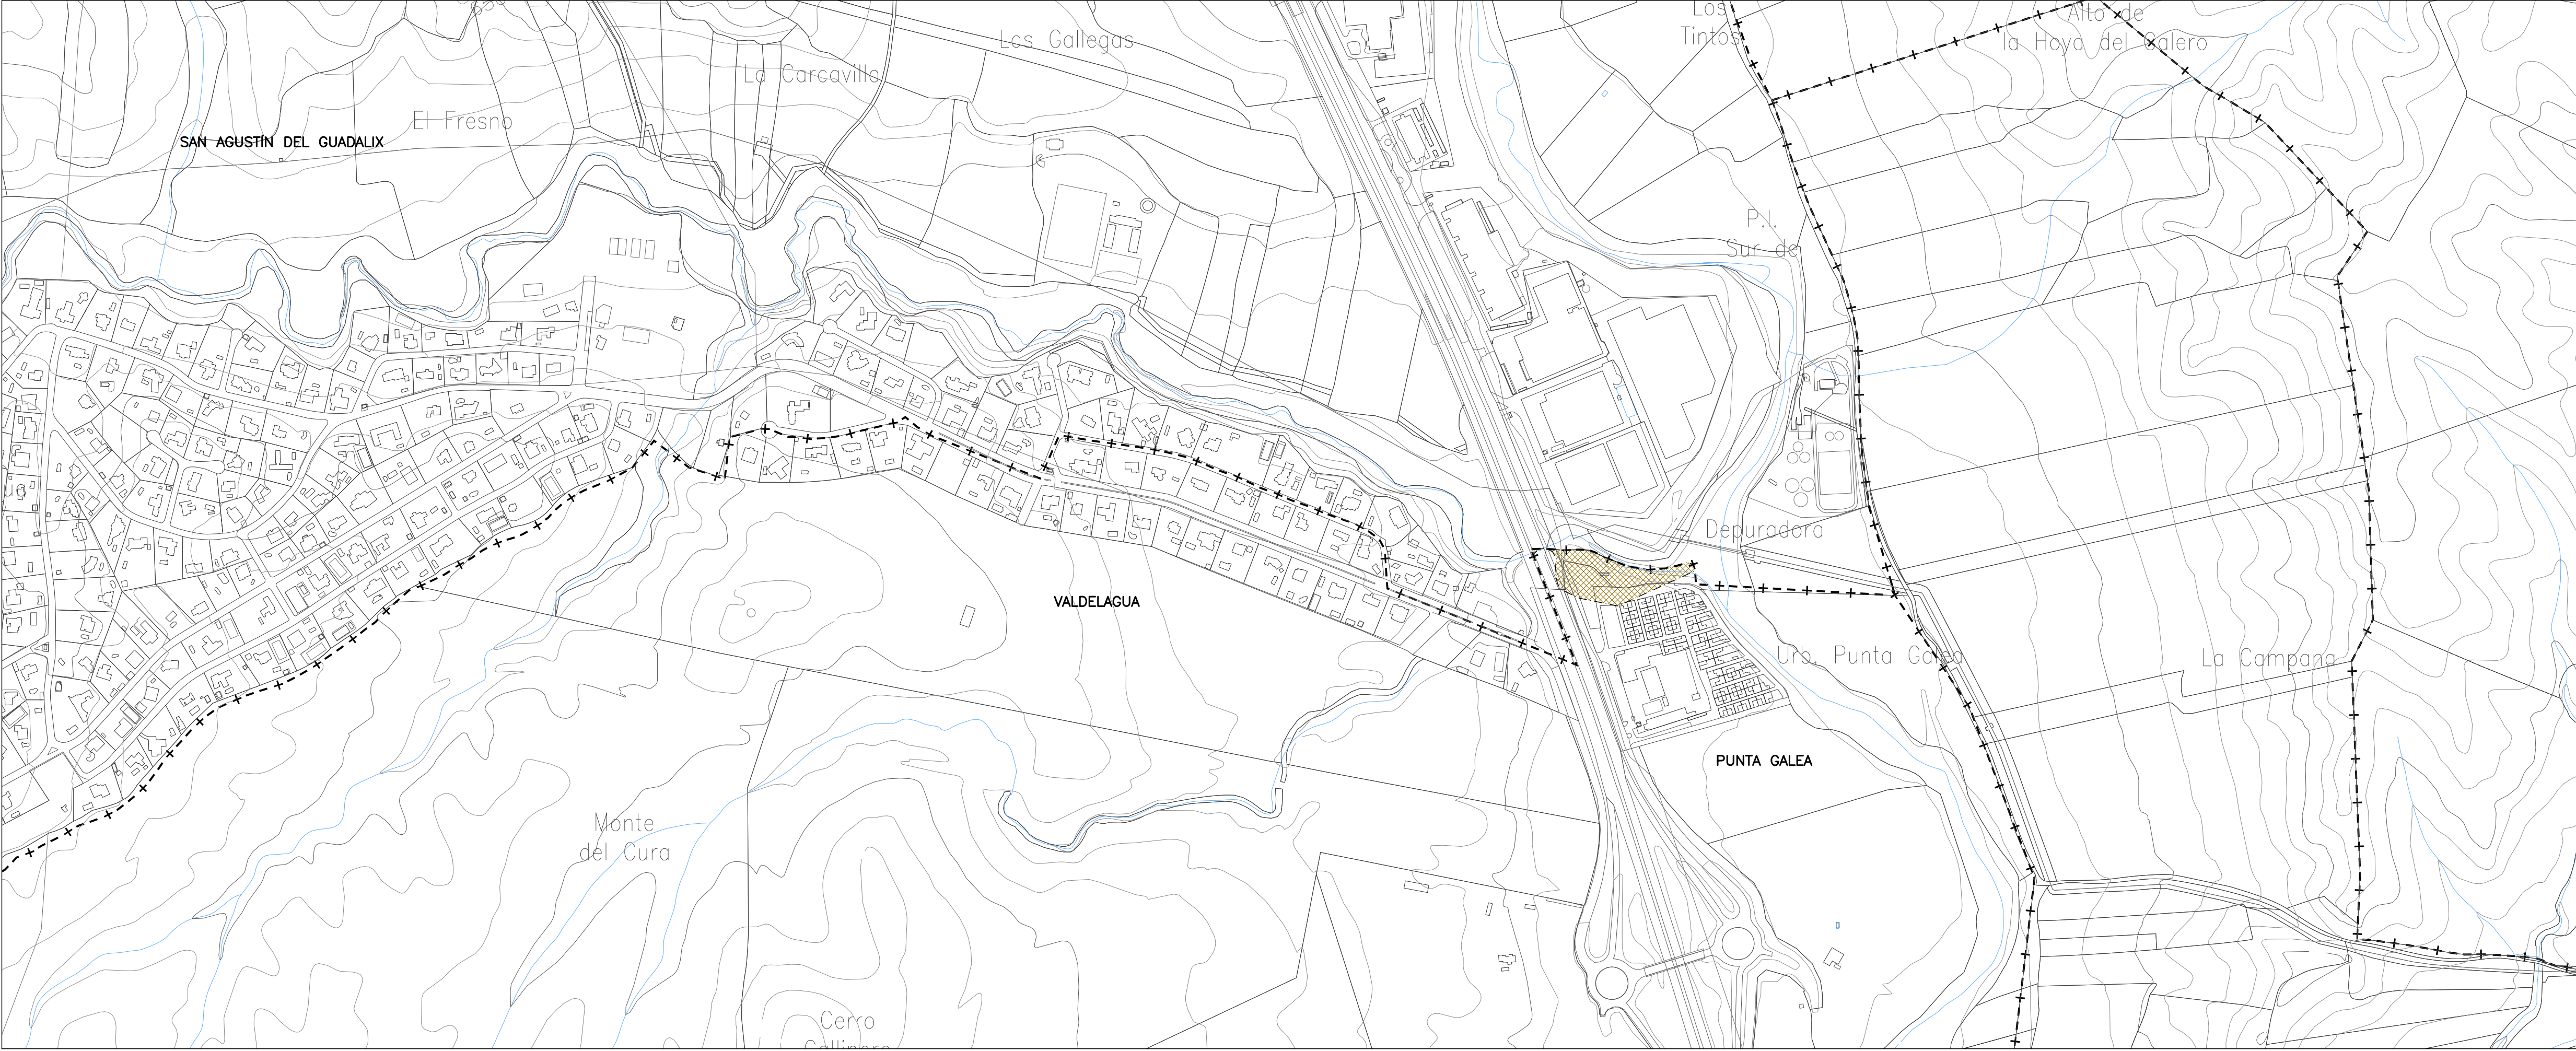 Las Gallegas
La Carcavilla
El Fresno
SAN AGUSTÍN DEL GUADALIX
Los
Tintos
Alto de
la Hoya del Galero
P.I.
Sur de
Depuradora
VALDELAGUA
Urb. Punta Galea
La Campana
PUNTA GALEA
Monte
del Cura
Cerro